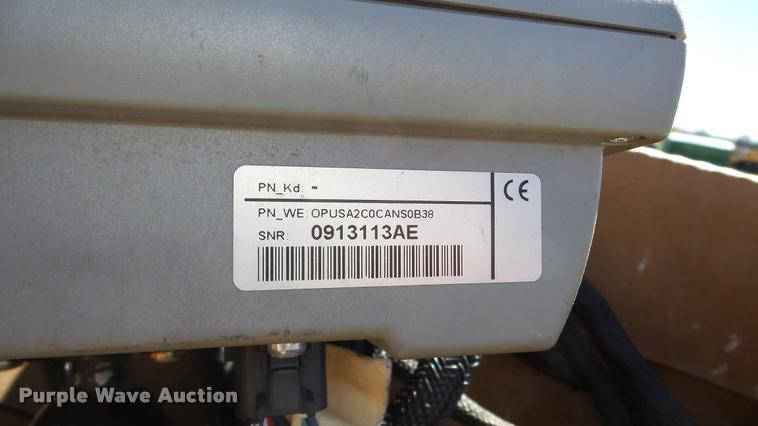 PN_Kd: -
PN_WE: OPUSA2C0CANS0B38
SNR: 0913113AE
CE
Purple Wave Auction